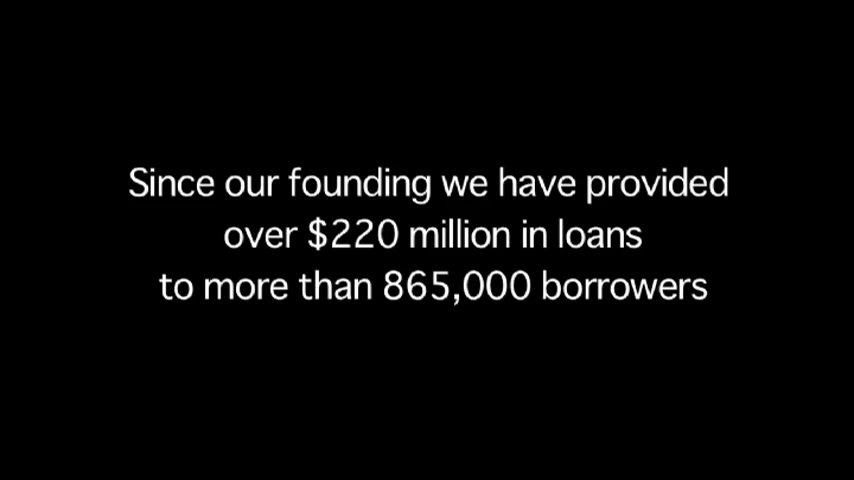 Since our founding we have provided
over $220 million in loans
to more than 865,000 borrowers